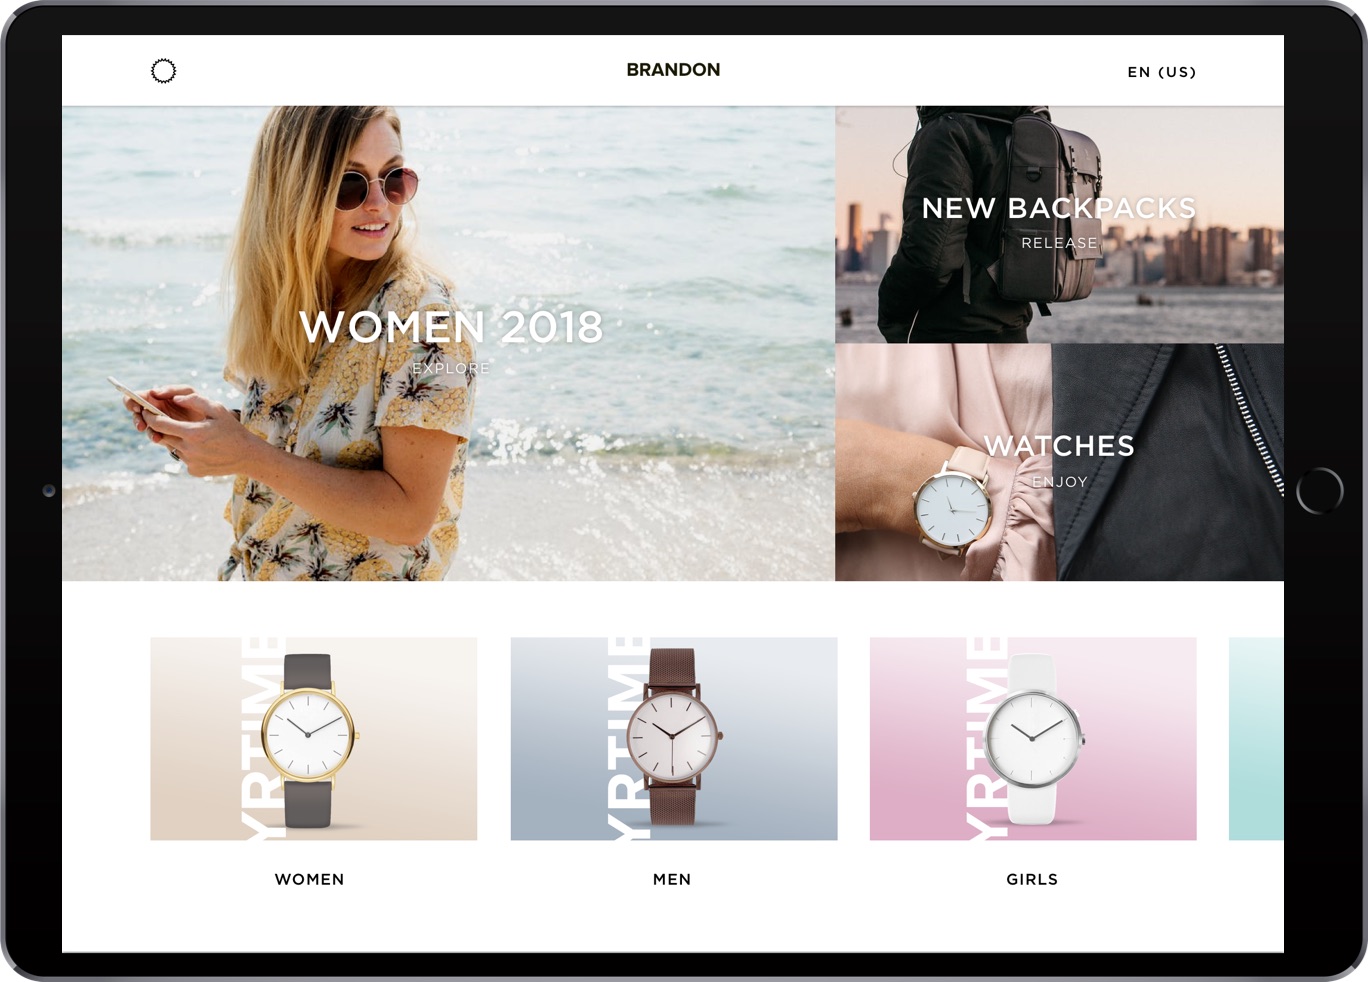 BRANDON
EN (US)
WOMEN 2018
EXPLORE
NEW BACKPACKS
RELEASE
WATCHES
ENJOY
YRTIME
YRTIME
YRTIME
WOMEN
MEN
GIRLS